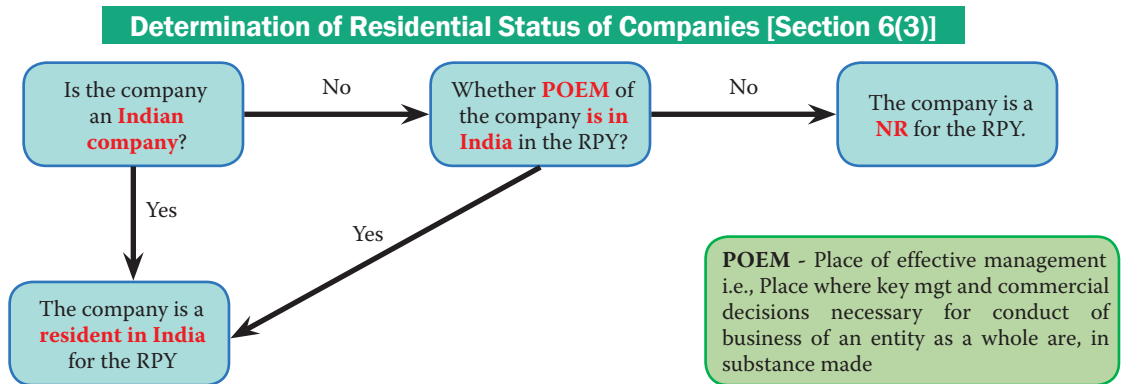 Determination of Residential Status of Companies [Section 6(3)]
Is the company
an Indian
company?
No
Whether POEM of
the company is in
India in the RPY?
No
The company is a
NR for the RPY.
Yes
Yes
The company is a
resident in India
for the RPY
POEM - Place of effective management
i.e., Place where key mgt and commercial
decisions necessary for conduct of
business of an entity as a whole are, in
substance made